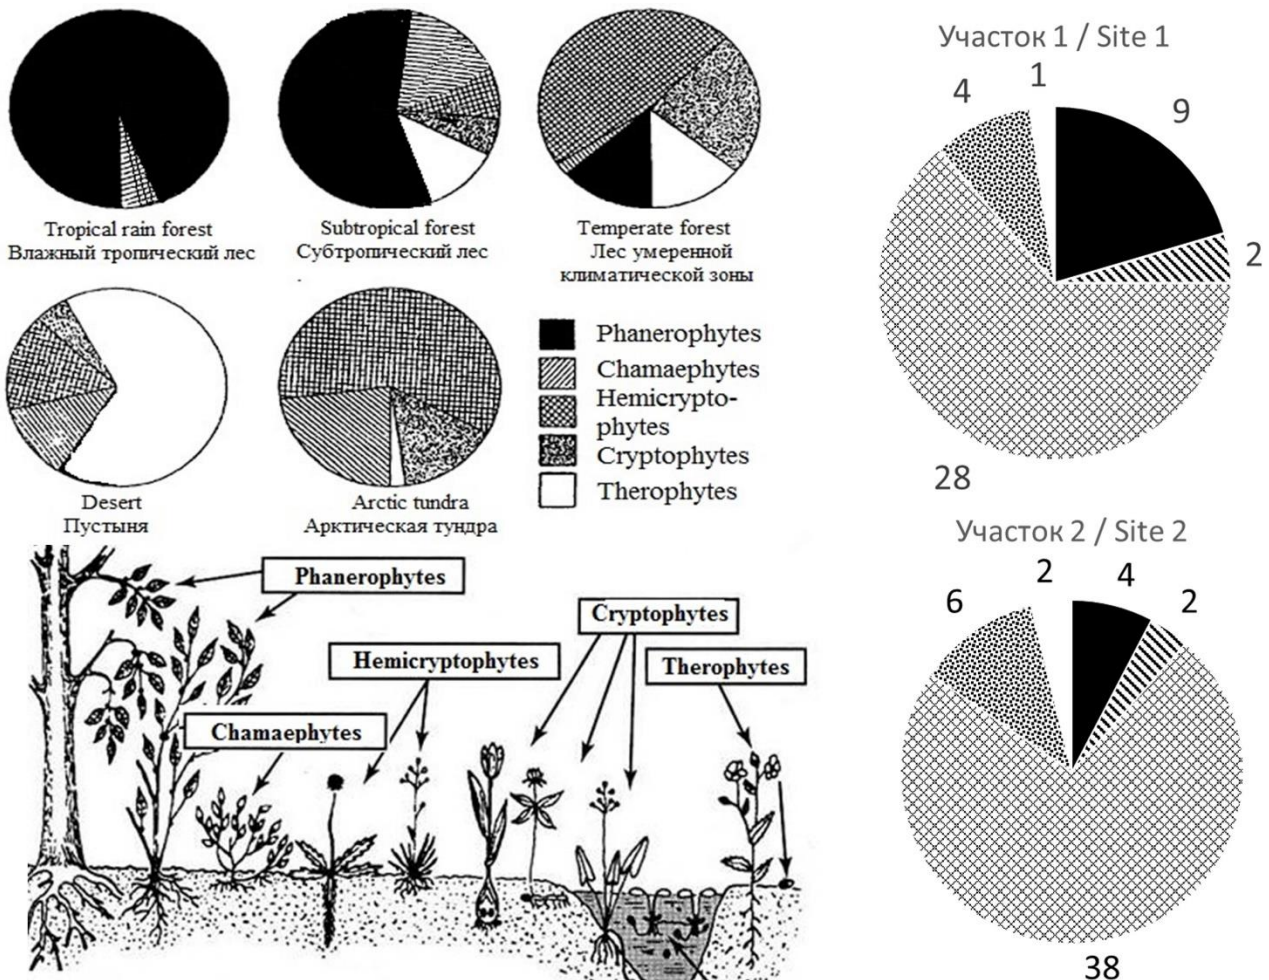 Tropical rain forest
Влажный тропический лес
Subtropical forest
Субтропический лес
Temperate forest
Лес умеренной
климатической зоны
Desert
Пустыня
Arctic tundra
Арктическая тундра
Phanerophytes
Chamaephytes
Hemicrypto-
phytes
Cryptophytes
Therophytes
Phanerophytes
Cryptophytes
Hemicryptophytes
Therophytes
Chamaephytes
Участок 1 / Site 1
1
4
9
2
28
Участок 2 / Site 2
2
4
2
6
38